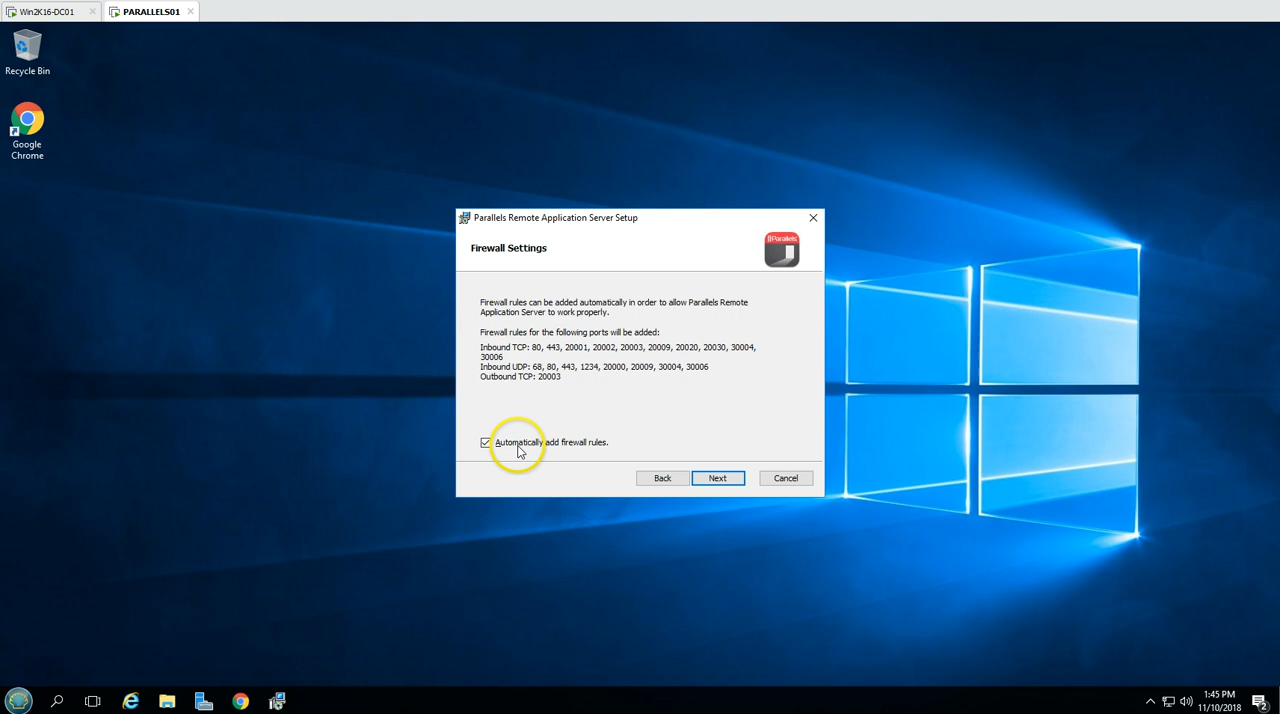 Win2K16-DC01
PARALLELS01
Recycle Bin
Google
Chrome
Parallels Remote Application Server Setup
Firewall Settings
Parallels
Firewall rules can be added automatically in order to allow Parallels Remote
Application Server to work properly.
Firewall rules for the following ports will be added:
Inbound TCP: 80, 443, 20001, 20002, 20003, 20009, 20020, 20030, 30004,
30006
Inbound UDP: 68, 80, 443, 1234, 20000, 20009, 30004, 30006
Outbound TCP: 20003
Automatically add firewall rules.
Back
Next
Cancel
1:45 PM
11/10/2018
2